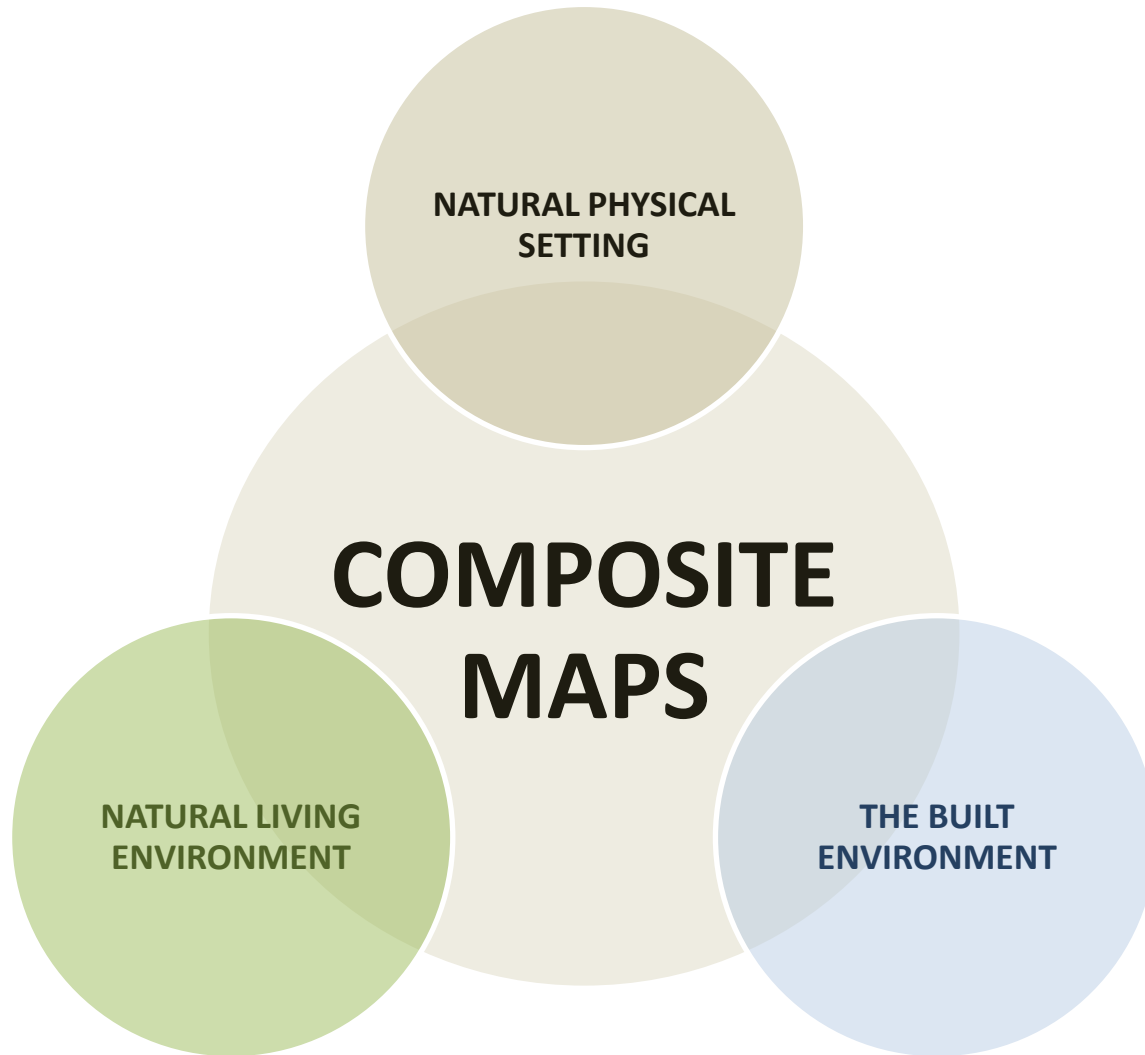 NATURAL PHYSICAL
SETTING
COMPOSITE
MAPS
NATURAL LIVING
ENVIRONMENT
THE BUILT
ENVIRONMENT